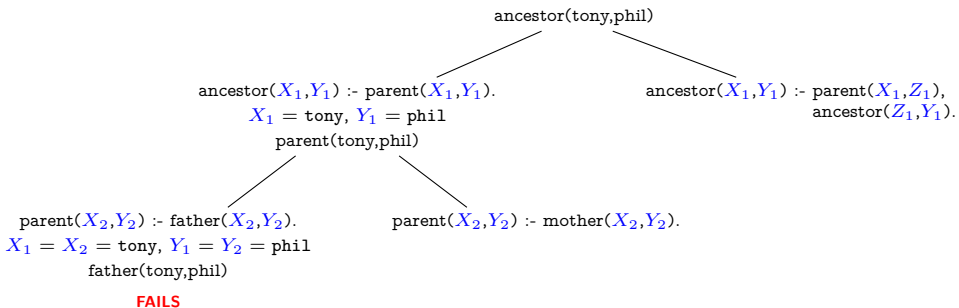 ancestor(tony,phil)
ancestor(X₁,Y₁) :- parent(X₁,Y₁).
X₁ = tony, Y₁ = phil
parent(tony,phil)
ancestor(X₁,Y₁) :- parent(X₁,Z₁),
ancestor(Z₁,Y₁).
parent(X₂,Y₂) :- father(X₂,Y₂).
X₁ = X₂ = tony, Y₁ = Y₂ = phil
father(tony,phil)
FAILS
parent(X₂,Y₂) :- mother(X₂,Y₂).